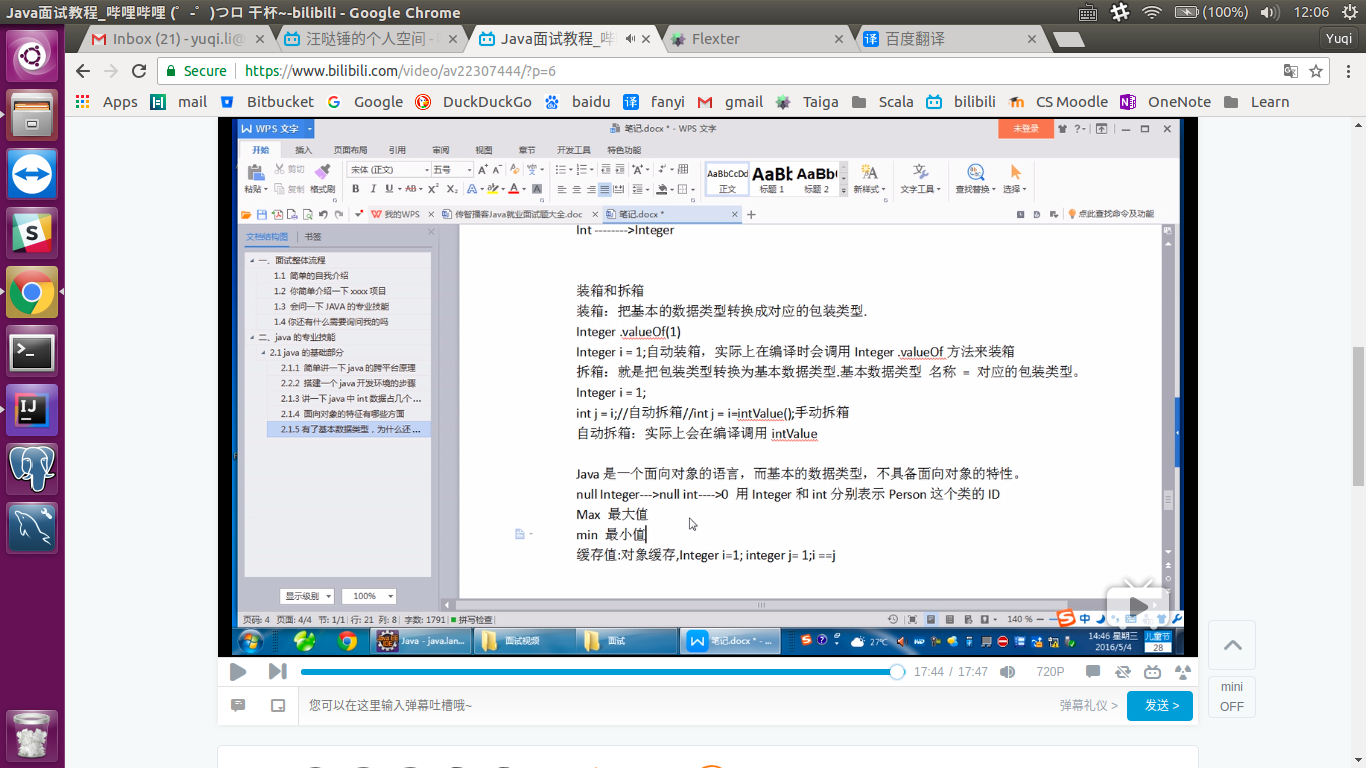 Java面试教程_哔哩哔哩 (゜-゜)つロ 干杯~-bilibili - Google Chrome
(100%)
12:06
Inbox (21) - yuqi.li@
汪哒锤的个人空间 -
Java面试教程_哔
Flexter
百度翻译
Yuqi
Secure
https://www.bilibili.com/video/av22307444/?p=6
Apps
mail
Bitbucket
Google
DuckDuckGo
baidu
fanyi
gmail
Taiga
Scala
bilibili
CS Moodle
OneNote
Learn
WPS 文字
笔记.docx * - WPS 文字
未登录
开始
插入
页面布局
引用
审阅
视图
章节
开发工具
特色功能
粘贴
剪切
复制
格式刷
宋体 (正文)
五号
AaBbCcDd
正文
AaBb
标题 1
AaBb(
标题 2
新样式
文字工具
查找替换
选择
我的WPS
传智播客Java就业面试题大全.doc
笔记.docx *
点此查找命令及功能
文档结构图
书签
一、面试整体流程
1.1 简单的自我介绍
1.2 你简单介绍一下 xxxx 项目
1.3 会问一下 JAVA 的专业技能
1.4 你还有什么需要询问我的吗
二、java 的专业技能
2.1 java 的基础部分
2.1.1 简单讲一下 java 的跨平台原理
2.2.2 搭建一个 java 开发环境的步骤
2.1.3 讲一下 java 中 int 数据占几个 ...
2.1.4 面向对象的特征有哪些方面
2.1.5 有了基本数据类型，为什么还 ...
显示级别
100%
Int -------->Integer
装箱和拆箱
装箱：把基本的数据类型转换成对应的包装类型.
Integer .valueOf(1)
Integer i = 1;自动装箱，实际上在编译时会调用 Integer .valueOf 方法来装箱
拆箱：就是把包装类型转换为基本数据类型.基本数据类型 名称 = 对应的包装类型。
Integer i = 1;
int j = i;//自动拆箱//int j = i=intValue();手动拆箱
自动拆箱：实际上会在编译调用 intValue
Java 是一个面向对象的语言，而基本的数据类型，不具备面向对象的特性。
null Integer--->null int---->0 用 Integer 和 int 分别表示 Person 这个类的 ID
Max 最大值
min 最小值
缓存值:对象缓存,Integer i=1; integer j= 1;i ==j
页码: 4 页面: 4/4 节: 1/1 行: 21 列: 8 字数: 1791 拼写检查
140 %
中
java - java.lan...
面试视频
面试
笔记.docx * - ...
27℃
14:46 星期三
2016/5/4
儿童节
28
17:44 / 17:47
720P
您可以在这里输入弹幕吐槽哦~
弹幕礼仪 >
发送 >
mini
OFF